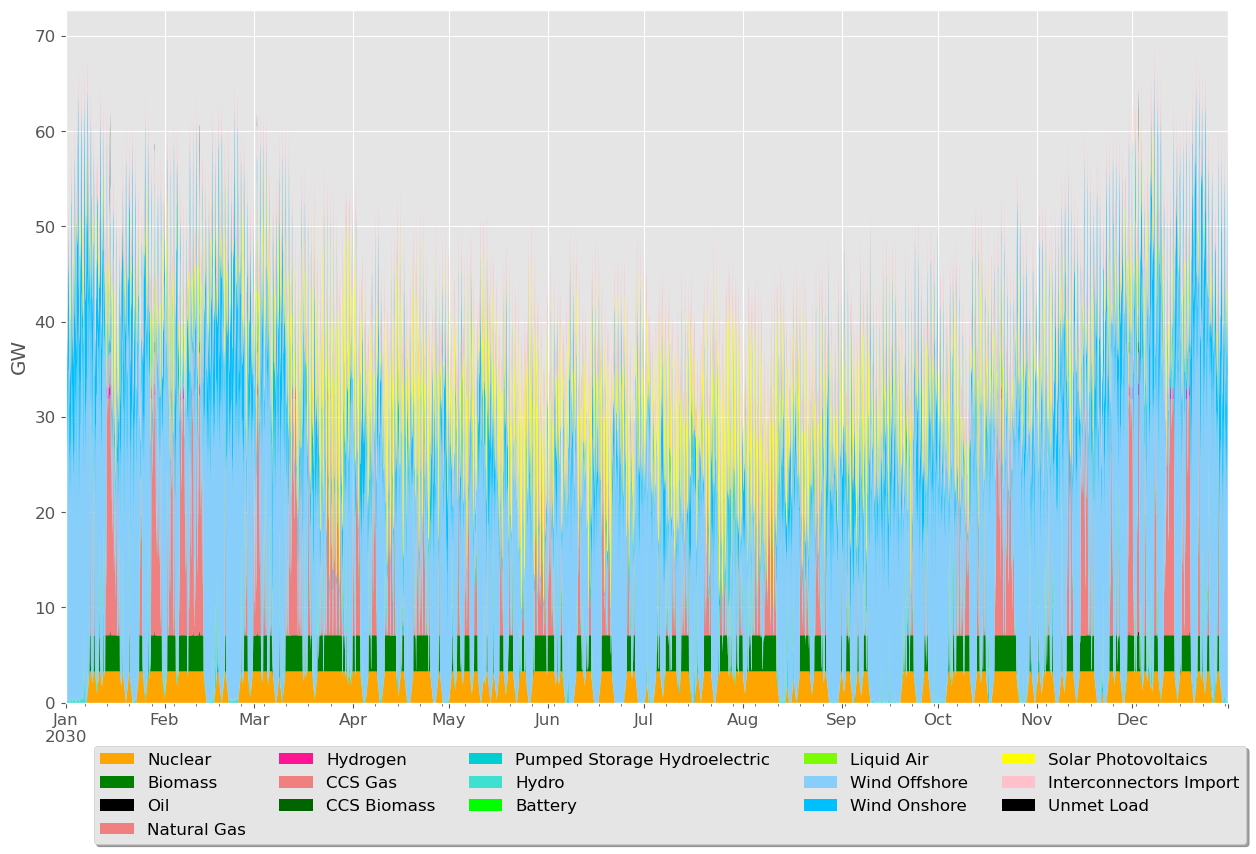 70
60
50
40
30
20
10
0
GW
Jan Feb Mar Apr May Jun Jul Aug Sep Oct Nov Dec
2030
Nuclear Hydrogen Pumped Storage Hydroelectric Liquid Air Solar Photovoltaics
Biomass CCS Gas Hydro Wind Offshore Interconnectors Import
Oil CCS Biomass Battery Wind Onshore Unmet Load
Natural Gas